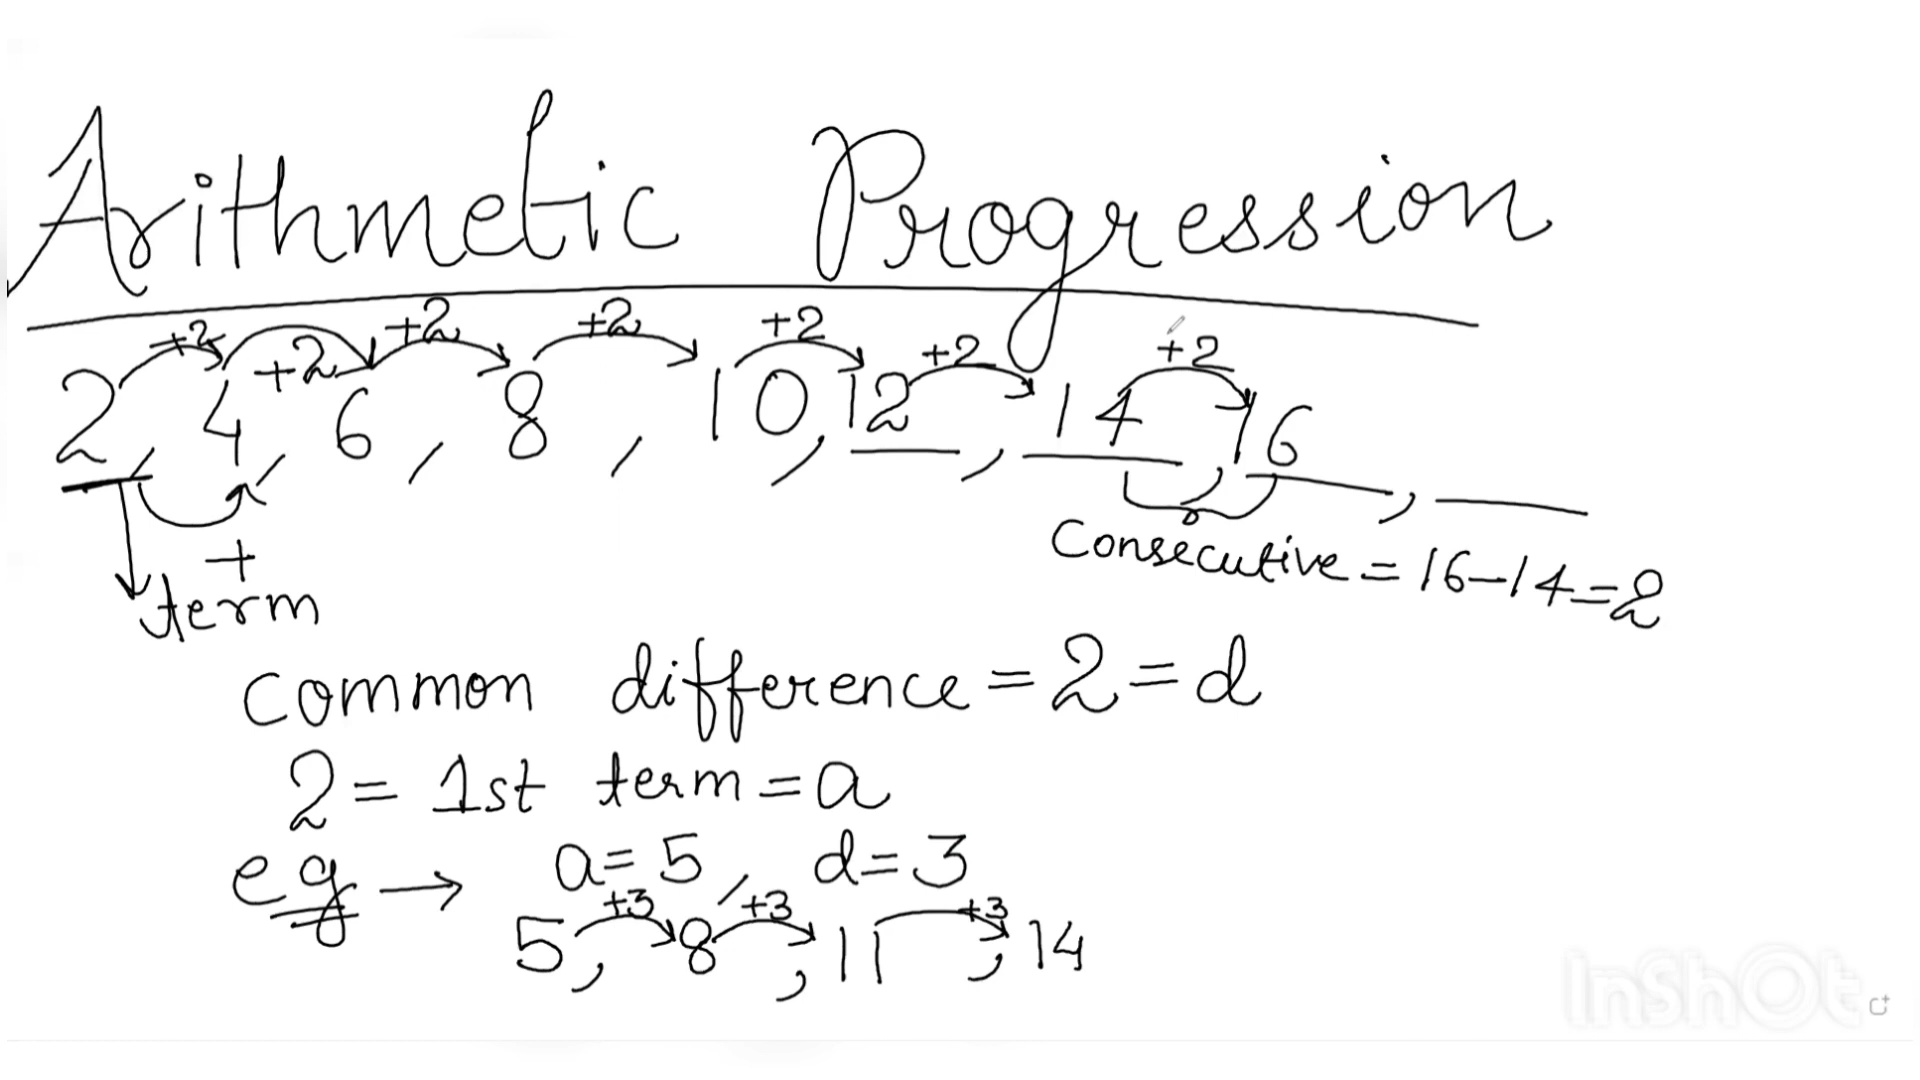 Arithmetic Progression
+2 +2 +2 +2 +2 +2 +2
2, 4, 6, 8, 10, 12, 14, 16, ___
+
term
Consecutive = 16-14=2
Common difference = 2 = d
2 = 1st term = a
eg → a=5, d=3
+3 +3 +3
5, 8, 11, 14
InShOt